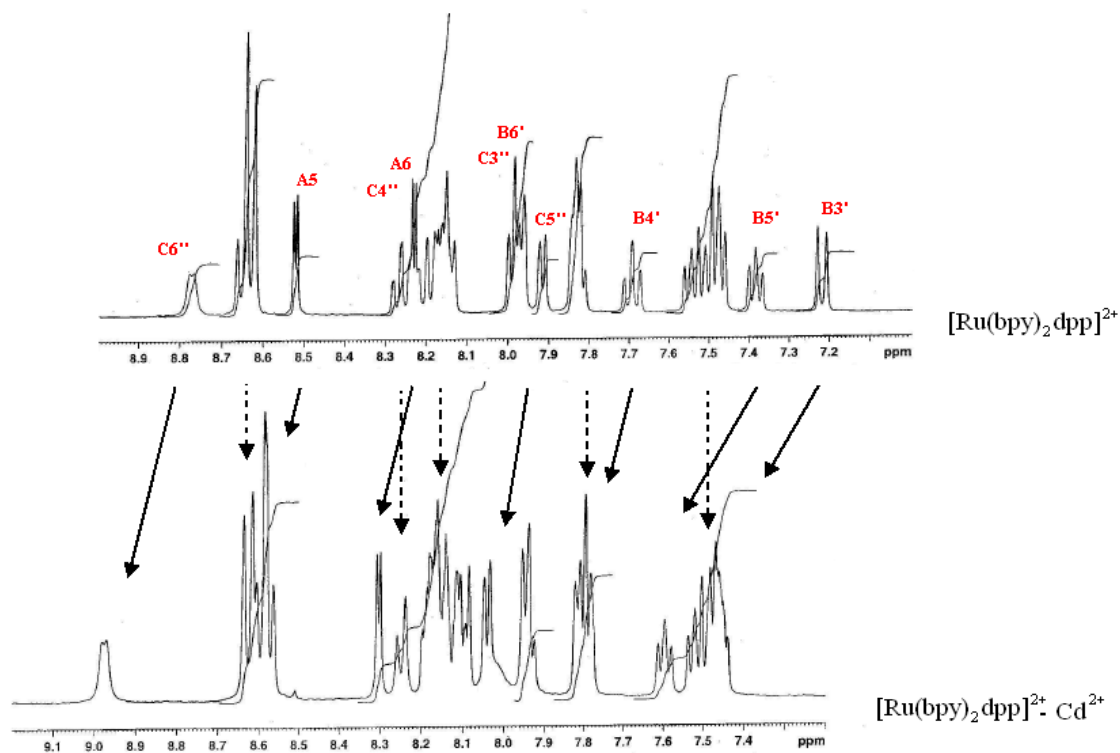 B6'
A6
C3"
A5
C4"
C5"
B4'
B5'
B3'
C6"
[Ru(bpy)2dpp]2+
8.9 8.8 8.7 8.6 8.5 8.4 8.3 8.2 8.1 8.0 7.9 7.8 7.7 7.6 7.5 7.4 7.3 7.2 ppm
[Ru(bpy)2dpp]2+- Cd2+
9.1 9.0 8.9 8.8 8.7 8.6 8.5 8.4 8.3 8.2 8.1 8.0 7.9 7.8 7.7 7.6 7.5 7.4 ppm